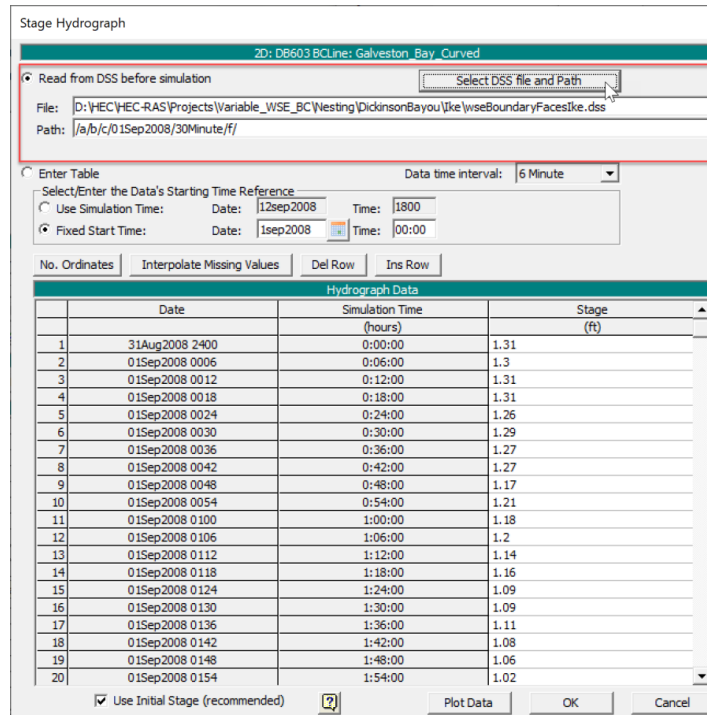 Stage Hydrograph
2D: DB603 BCLine: Galveston_Bay_Curved
Read from DSS before simulation Select DSS file and Path
File: D:\HEC\HEC-RAS\Projects\Variable_WSE_BC\Nesting\DickinsonBayou\Ike\wseBoundaryFacesIke.dss
Path: /a/b/c/01Sep2008/30Minute/f/
Enter Table Data time interval: 6 Minute
Select/Enter the Data's Starting Time Reference
Use Simulation Time: Date: 12sep2008 Time: 1800
Fixed Start Time: Date: 1sep2008 Time: 00:00
No. Ordinates Interpolate Missing Values Del Row Ins Row
Hydrograph Data
Date Simulation Time Stage
(hours) (ft)
1 31Aug2008 2400 0:00:00 1.31
2 01Sep2008 0006 0:06:00 1.3
3 01Sep2008 0012 0:12:00 1.31
4 01Sep2008 0018 0:18:00 1.31
5 01Sep2008 0024 0:24:00 1.26
6 01Sep2008 0030 0:30:00 1.29
7 01Sep2008 0036 0:36:00 1.27
8 01Sep2008 0042 0:42:00 1.27
9 01Sep2008 0048 0:48:00 1.17
10 01Sep2008 0054 0:54:00 1.21
11 01Sep2008 0100 1:00:00 1.18
12 01Sep2008 0106 1:06:00 1.2
13 01Sep2008 0112 1:12:00 1.14
14 01Sep2008 0118 1:18:00 1.16
15 01Sep2008 0124 1:24:00 1.09
16 01Sep2008 0130 1:30:00 1.09
17 01Sep2008 0136 1:36:00 1.11
18 01Sep2008 0142 1:42:00 1.08
19 01Sep2008 0148 1:48:00 1.06
20 01Sep2008 0154 1:54:00 1.02
Use Initial Stage (recommended) ? Plot Data OK Cancel